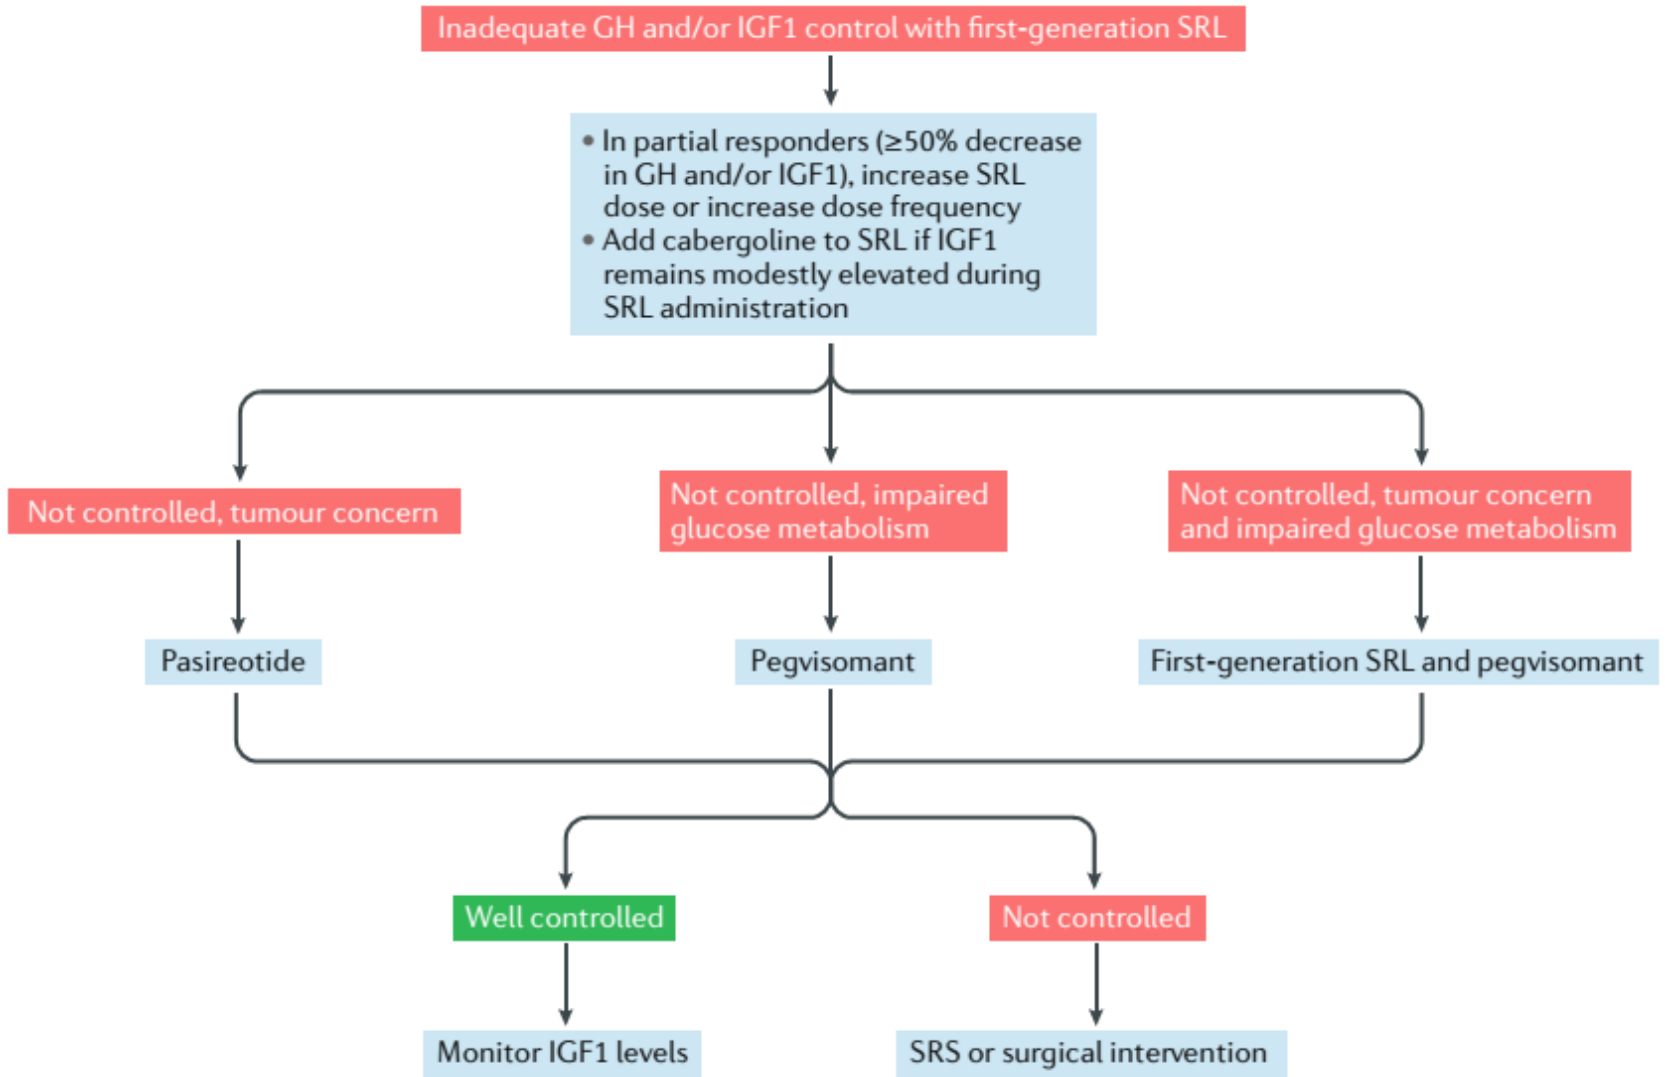 Inadequate GH and/or IGF1 control with first-generation SRL
• In partial responders (≥50% decrease
in GH and/or IGF1), increase SRL
dose or increase dose frequency
• Add cabergoline to SRL if IGF1
remains modestly elevated during
SRL administration
Not controlled, tumour concern
Not controlled, impaired
glucose metabolism
Not controlled, tumour concern
and impaired glucose metabolism
Pasireotide
Pegvisomant
First-generation SRL and pegvisomant
Well controlled
Not controlled
Monitor IGF1 levels
SRS or surgical intervention